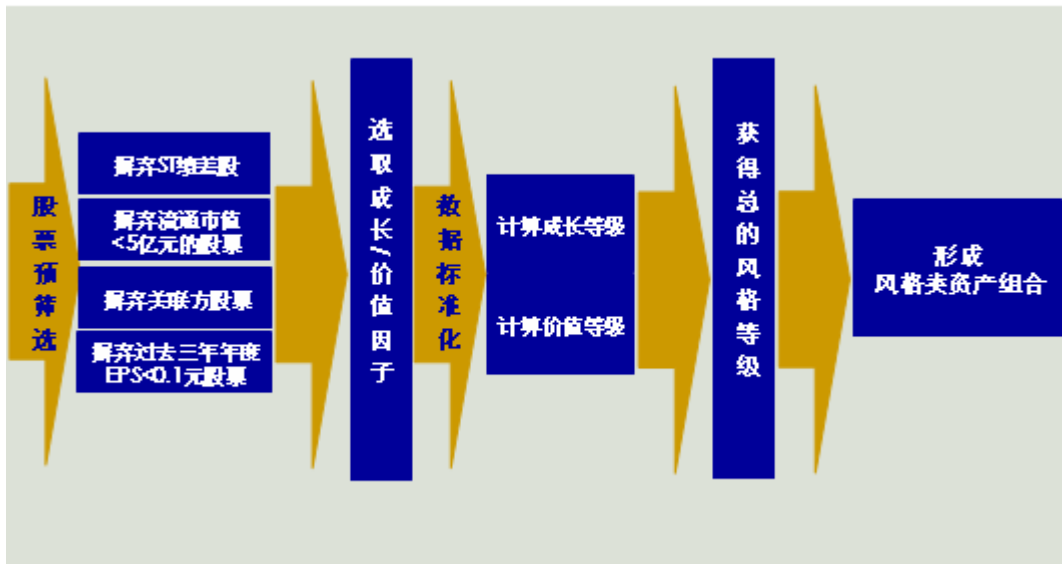 股票预筛选
摒弃ST绩差股
摒弃流通市值
<5亿元的股票
摒弃关联方股票
摒弃过去三年年度
EPS<0.1元股票
选取成长/价值因子
数据标准化
计算成长等级
计算价值等级
获得总的风格等级
形成
风格类资产组合